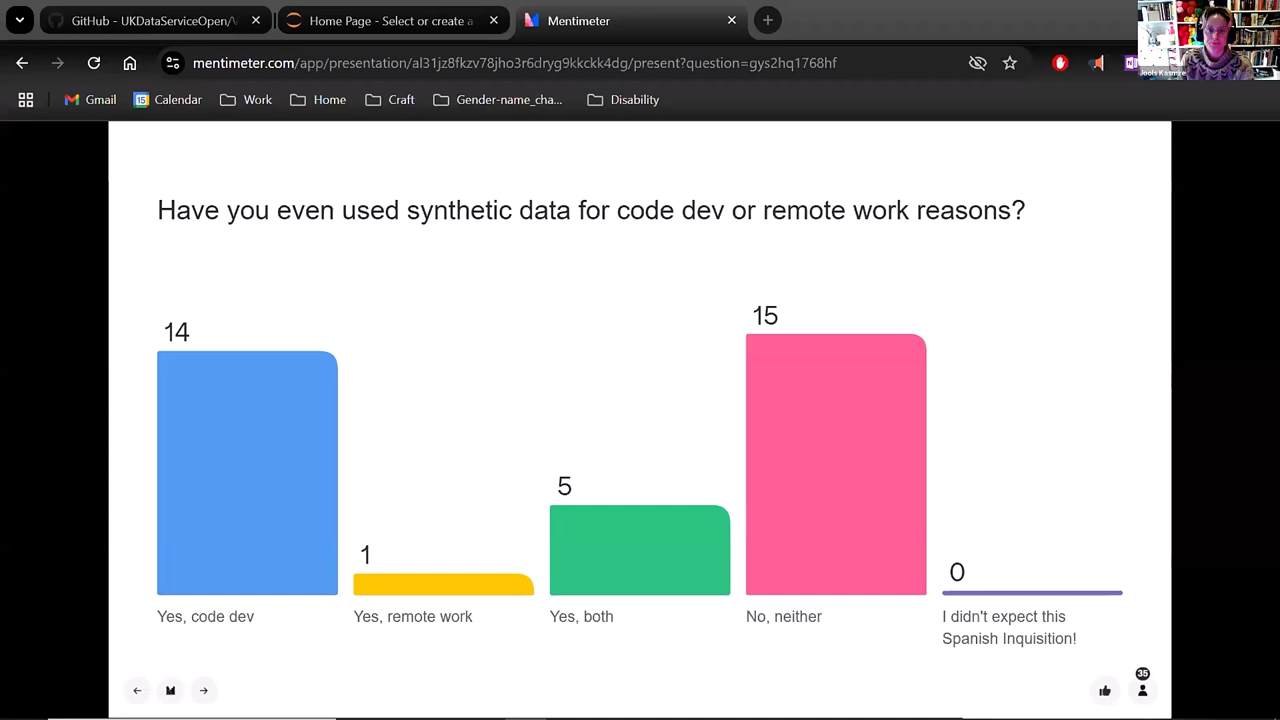 GitHub - UKDataServiceOpen/
Home Page - Select or create a
Mentimeter
mentimeter.com/app/presentation/al31jz8fkzv78jho3r6dryg9kkckk4dg/present?question=gys2hq1768hf
Gmail
Calendar
Work
Home
Craft
Gender-name_cha...
Disability
Jools Kasmire
Have you even used synthetic data for code dev or remote work reasons?
14
1
5
15
0
Yes, code dev
Yes, remote work
Yes, both
No, neither
I didn't expect this
Spanish Inquisition!
35